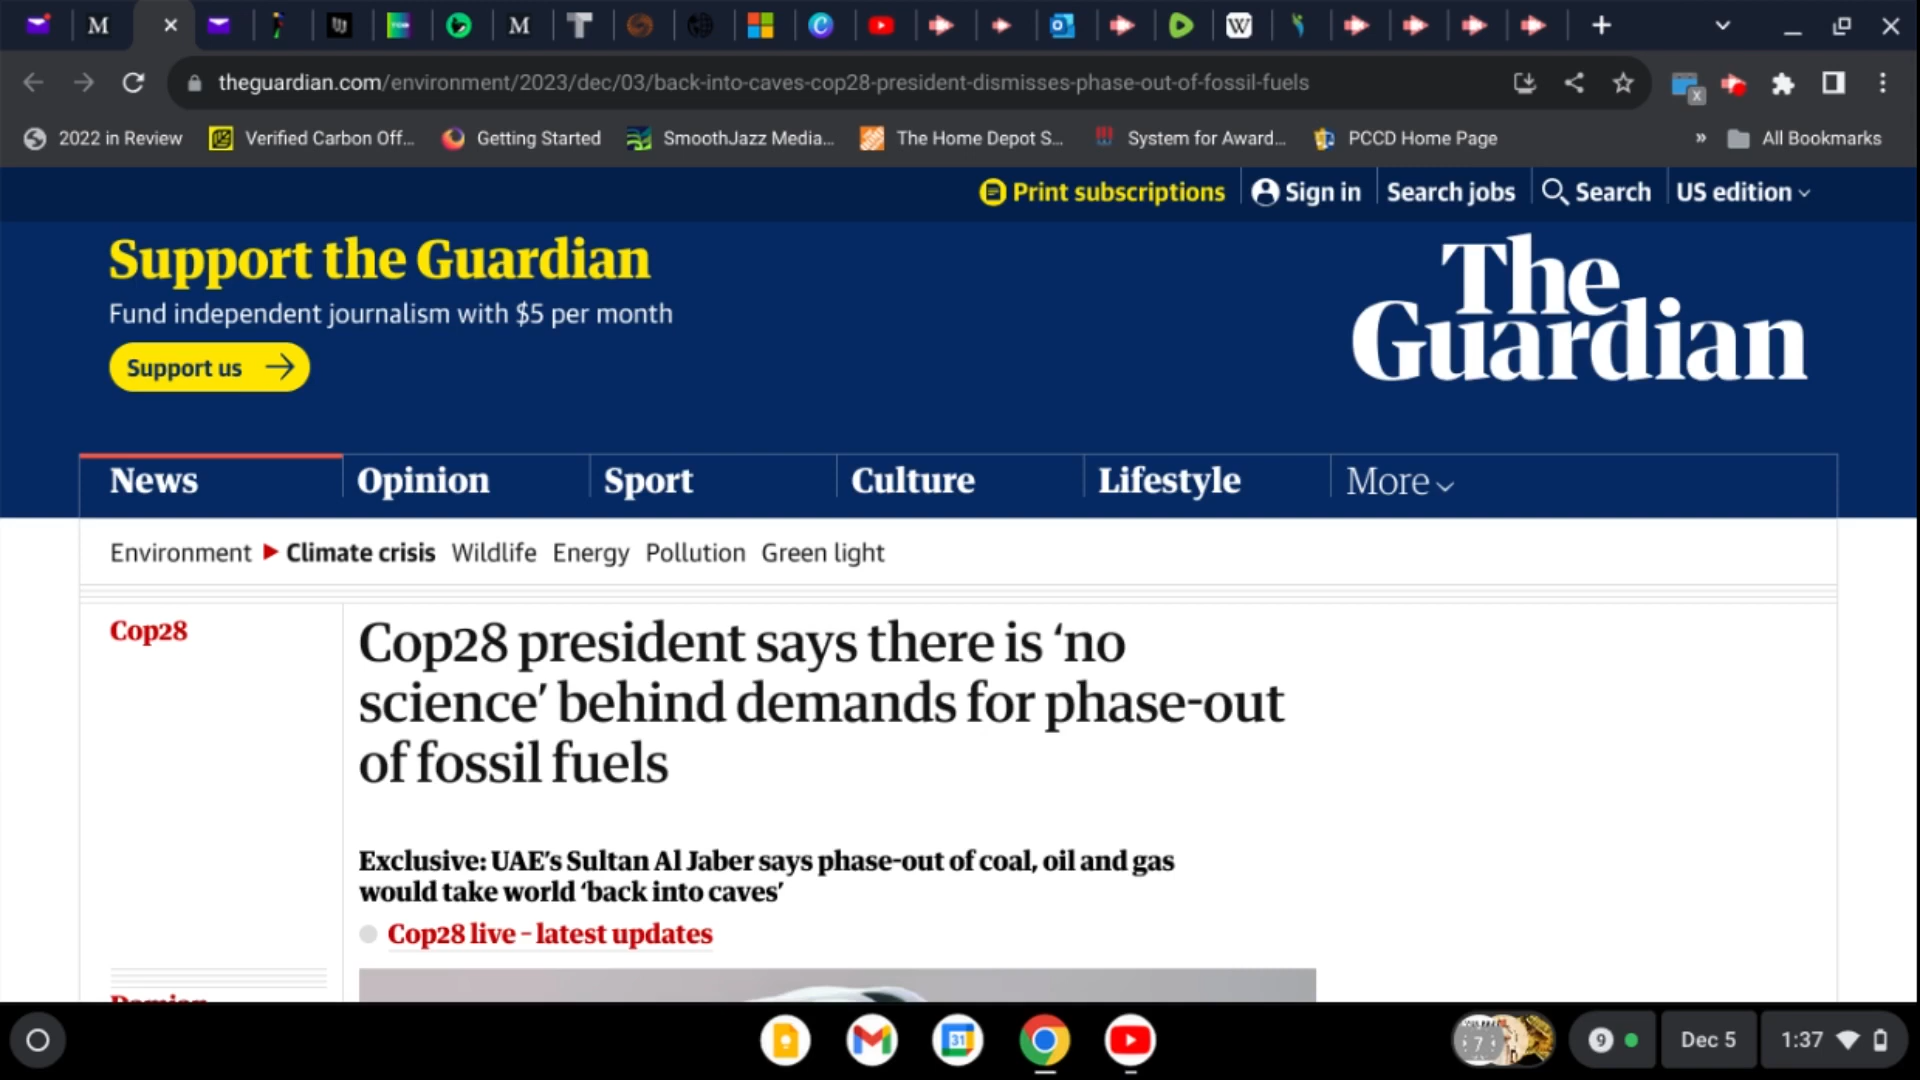 theguardian.com/environment/2023/dec/03/back-into-caves-cop28-president-dismisses-phase-out-of-fossil-fuels
2022 in Review
Verified Carbon Off...
Getting Started
SmoothJazz Media...
The Home Depot S...
System for Award...
PCCD Home Page
»
All Bookmarks
Print subscriptions
Sign in
Search jobs
Search
US edition
Support the Guardian
Fund independent journalism with $5 per month
Support us
The
Guardian
News
Opinion
Sport
Culture
Lifestyle
More
Environment
Climate crisis
Wildlife
Energy
Pollution
Green light
Cop28
Cop28 president says there is ‘no
science’ behind demands for phase-out
of fossil fuels
Exclusive: UAE’s Sultan Al Jaber says phase-out of coal, oil and gas
would take world ‘back into caves’
Cop28 live – latest updates
31
7
9
Dec 5
1:37